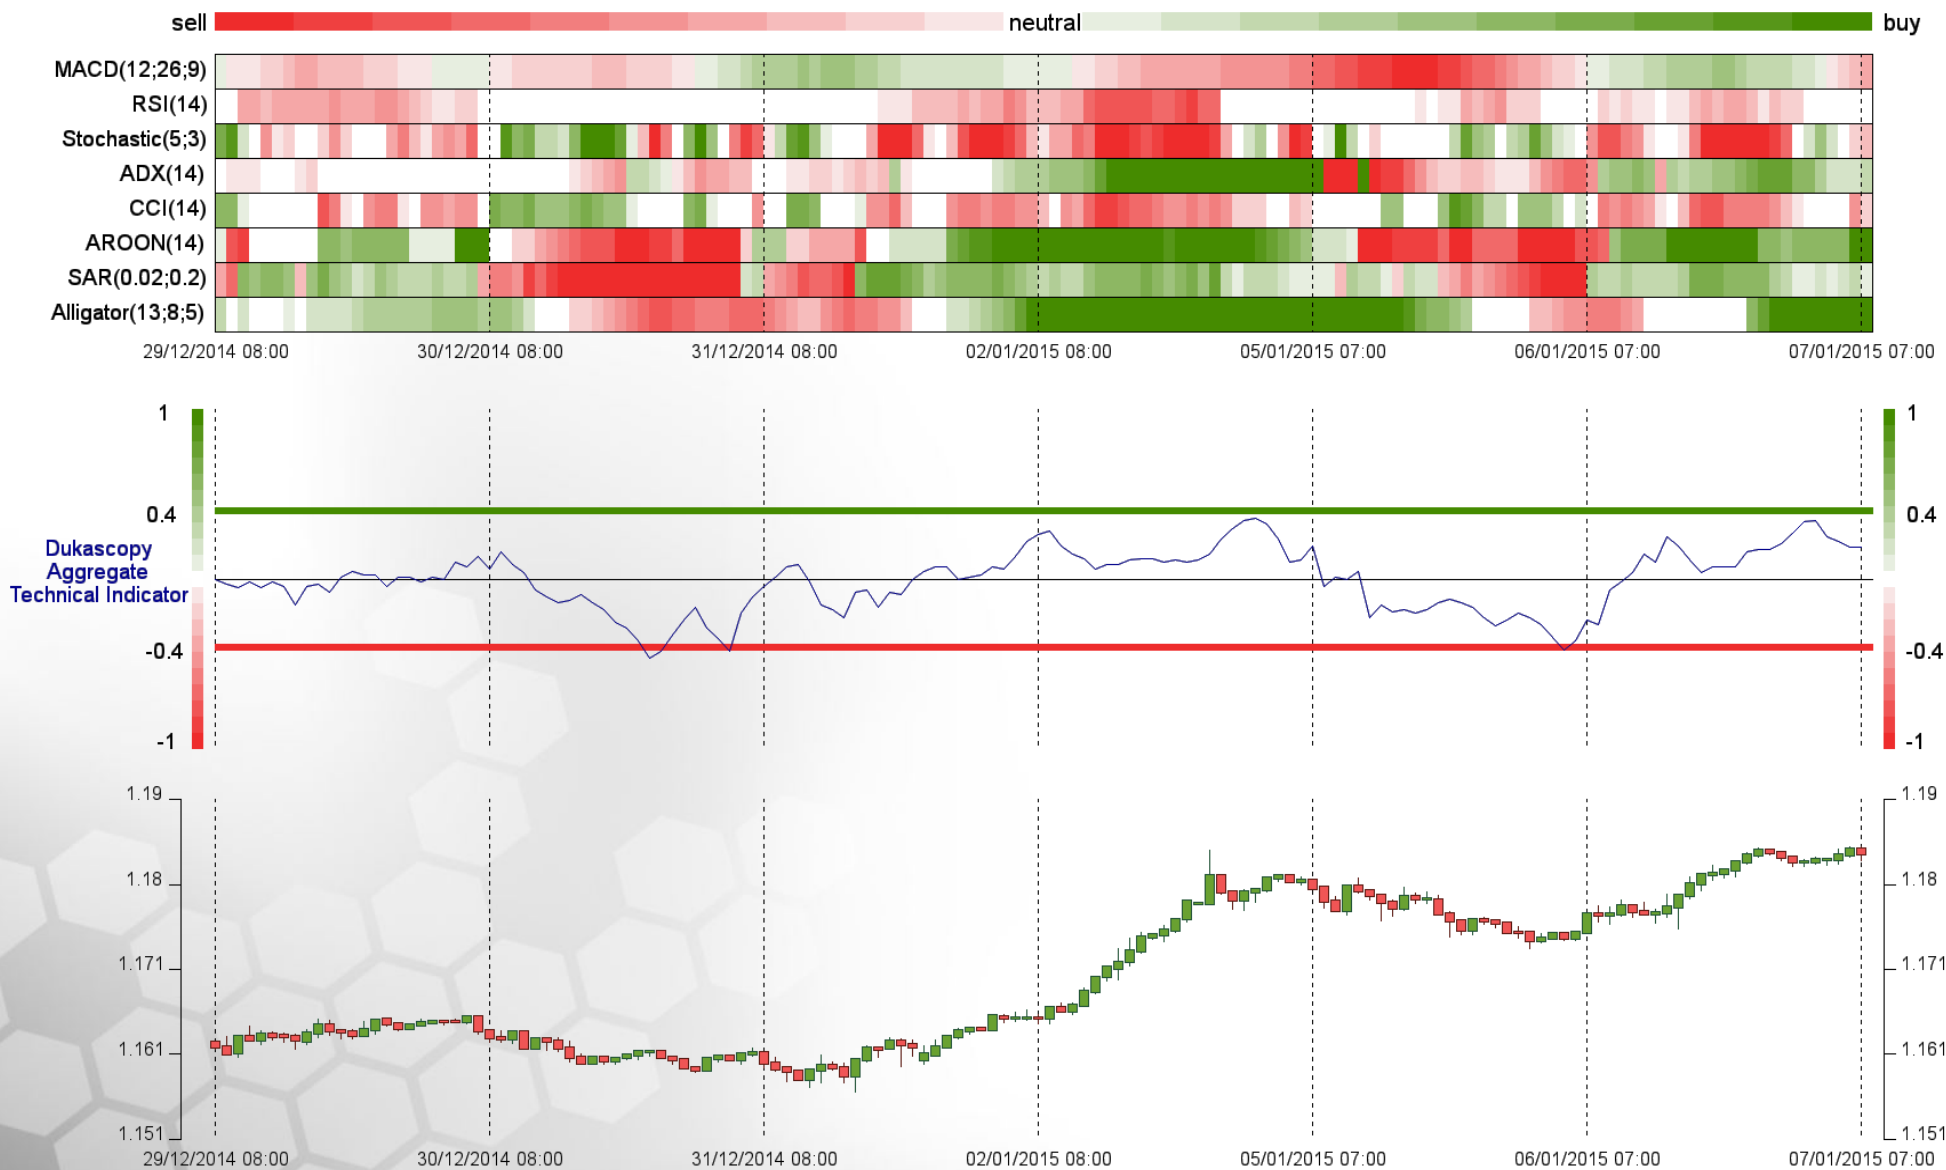 sell neutral buy
MACD(12;26;9)
RSI(14)
Stochastic(5;3)
ADX(14)
CCI(14)
AROON(14)
SAR(0.02;0.2)
Alligator(13;8;5)
29/12/2014 08:00 30/12/2014 08:00 31/12/2014 08:00 02/01/2015 08:00 05/01/2015 07:00 06/01/2015 07:00 07/01/2015 07:00
1 1
0.4 0.4
Dukascopy
Aggregate
Technical Indicator
-0.4 -0.4
-1 -1
1.19 1.19
1.18 1.18
1.171 1.171
1.161 1.161
1.151 1.151
29/12/2014 08:00 30/12/2014 08:00 31/12/2014 08:00 02/01/2015 08:00 05/01/2015 07:00 06/01/2015 07:00 07/01/2015 07:00